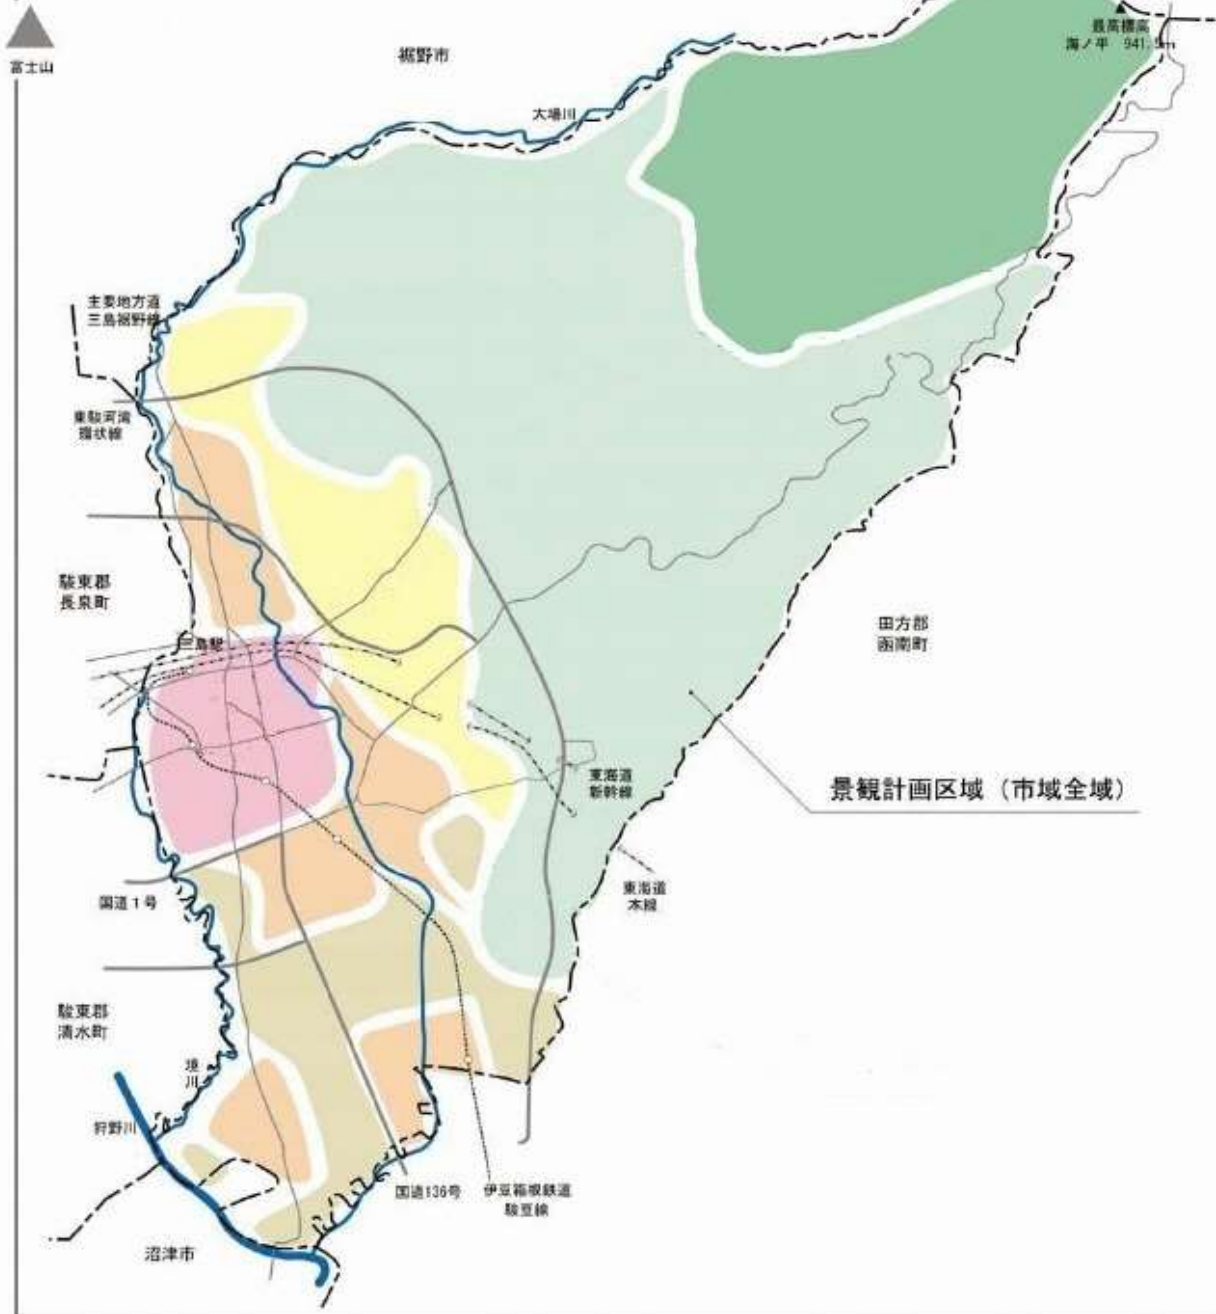 富士山
裾野市
最高標高
海ノ平 941.5m
大場川
主要地方道
三島裾野線
東駿河湾
環状線
駿東郡
長泉町
三島駅
田方郡
函南町
東海道
新幹線
景観計画区域（市域全域）
東海道
本線
国道1号
駿東郡
清水町
境
川
狩野川
国道136号
伊豆箱根鉄道
駿豆線
沼津市